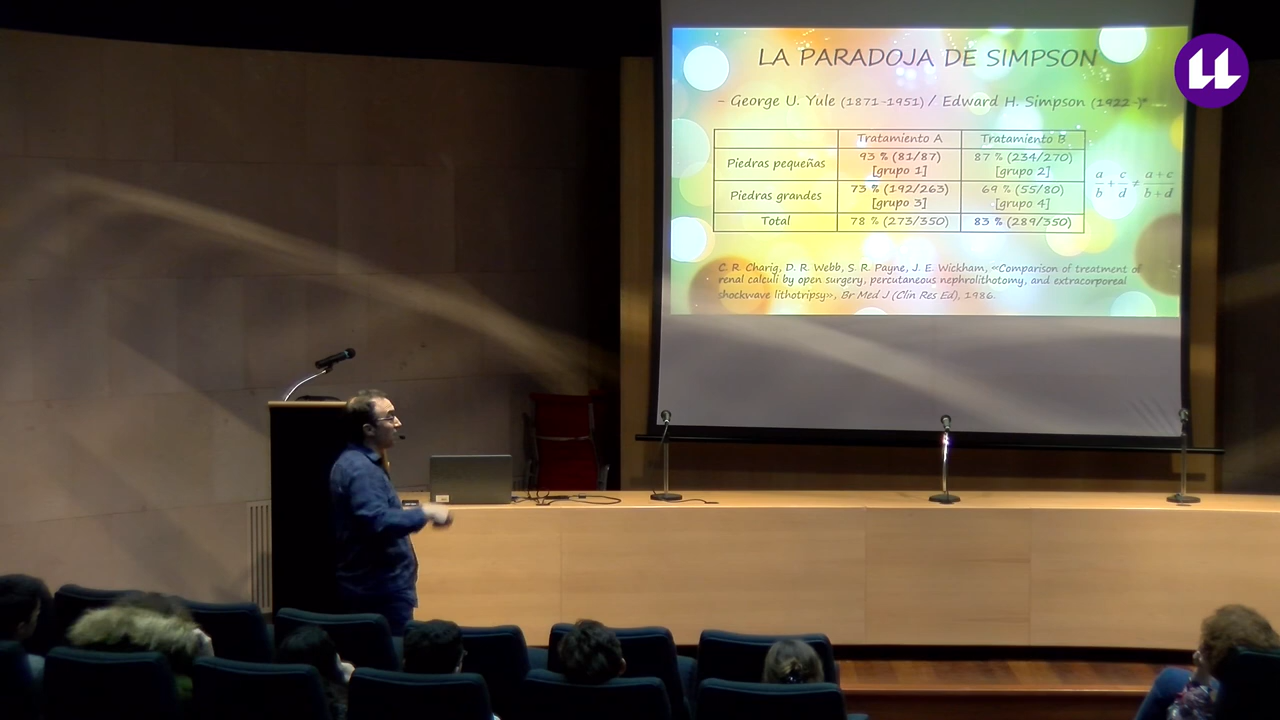 LA PARADOJA DE SIMPSON
- George U. Yule (1871-1951) / Edward H. Simpson (1922-)*
Tratamiento A Tratamiento B
Piedras pequeñas 93 % (81/87) [grupo 1] 87 % (234/270) [grupo 2]
Piedras grandes 73 % (192/263) [grupo 3] 69 % (55/80) [grupo 4]
Total 78 % (273/350) 83 % (289/350)
a/b + c/d ≠ a+c/b+d
C. R. Charig, D. R. Webb, S. R. Payne, J. E. Wickham, «Comparison of treatment of
renal calculi by open surgery, percutaneous nephrolithotomy, and extracorporeal
shockwave lithotripsy», Br Med J (Clin Res Ed), 1986.